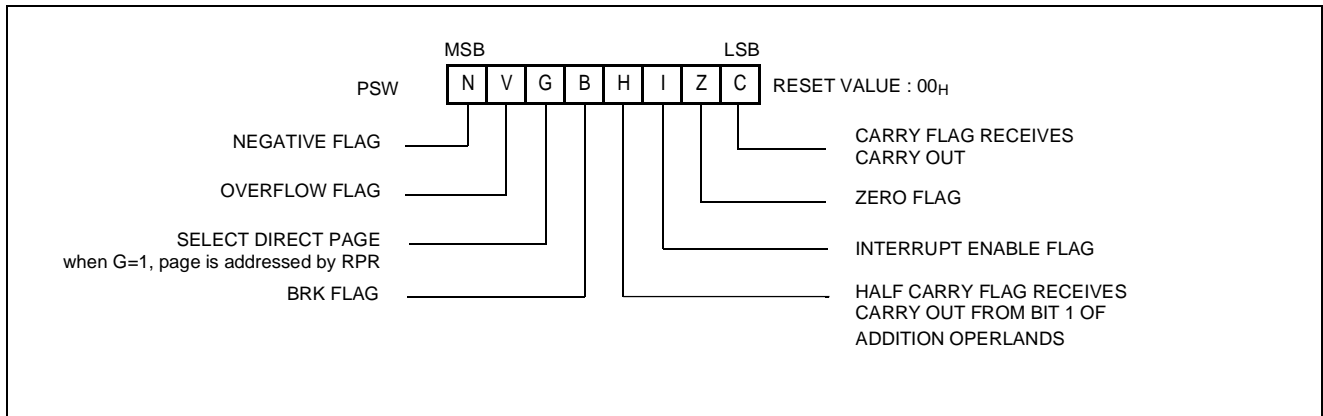 MSB LSB
PSW N V G B H I Z C RESET VALUE : 00H
NEGATIVE FLAG
OVERFLOW FLAG
SELECT DIRECT PAGE
when G=1, page is addressed by RPR
BRK FLAG
CARRY FLAG RECEIVES
CARRY OUT
ZERO FLAG
INTERRUPT ENABLE FLAG
HALF CARRY FLAG RECEIVES
CARRY OUT FROM BIT 1 OF
ADDITION OPERLANDS